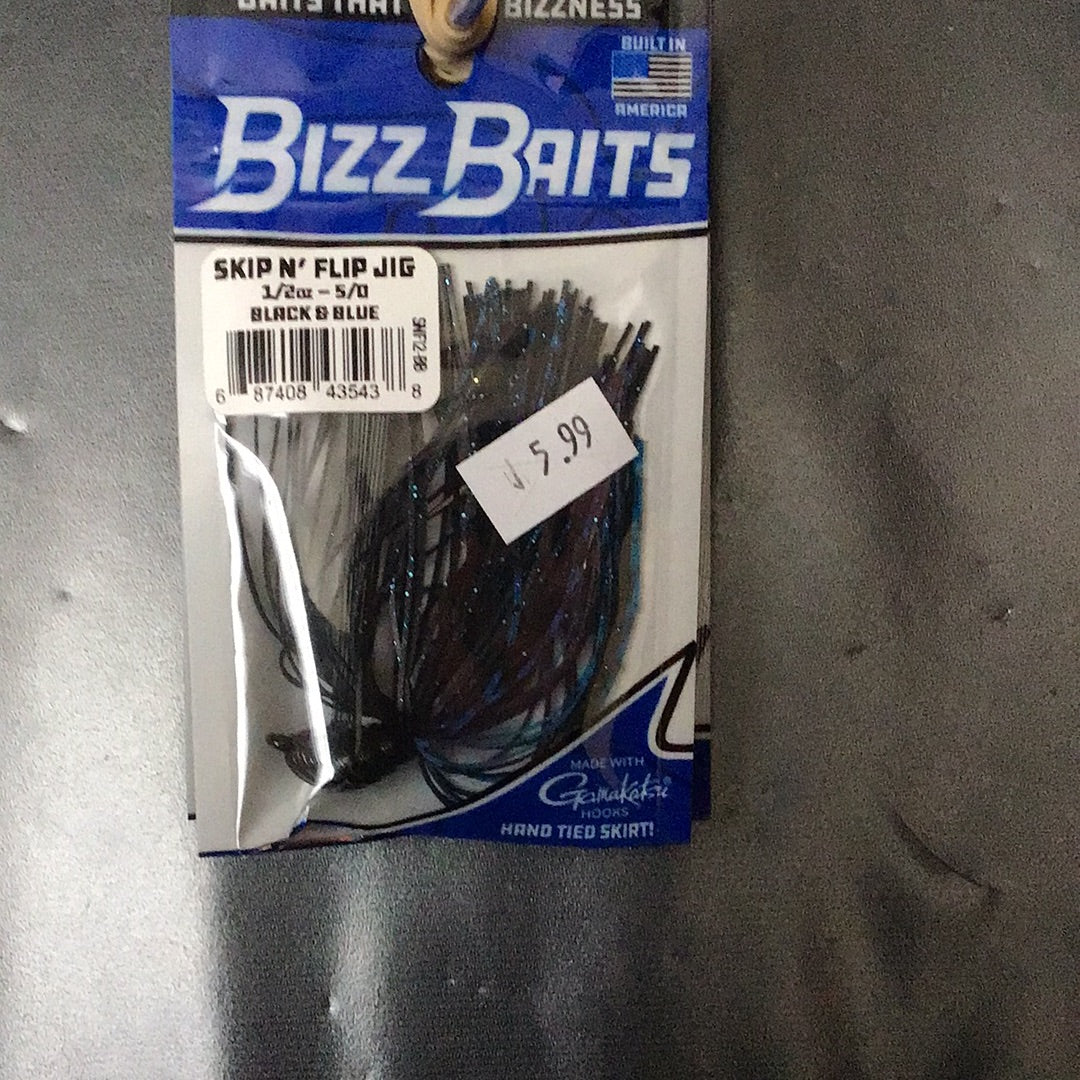 BAITS THAT BIZZNESS
BUILT IN
AMERICA
BIZZ BAITS
SKIP N' FLIP JIG
1/2oz – 5/0
BLACK & BLUE
6 87408 43543 8
5.99
MADE WITH
Gamakatsu®
HOOKS
HAND TIED SKIRT!